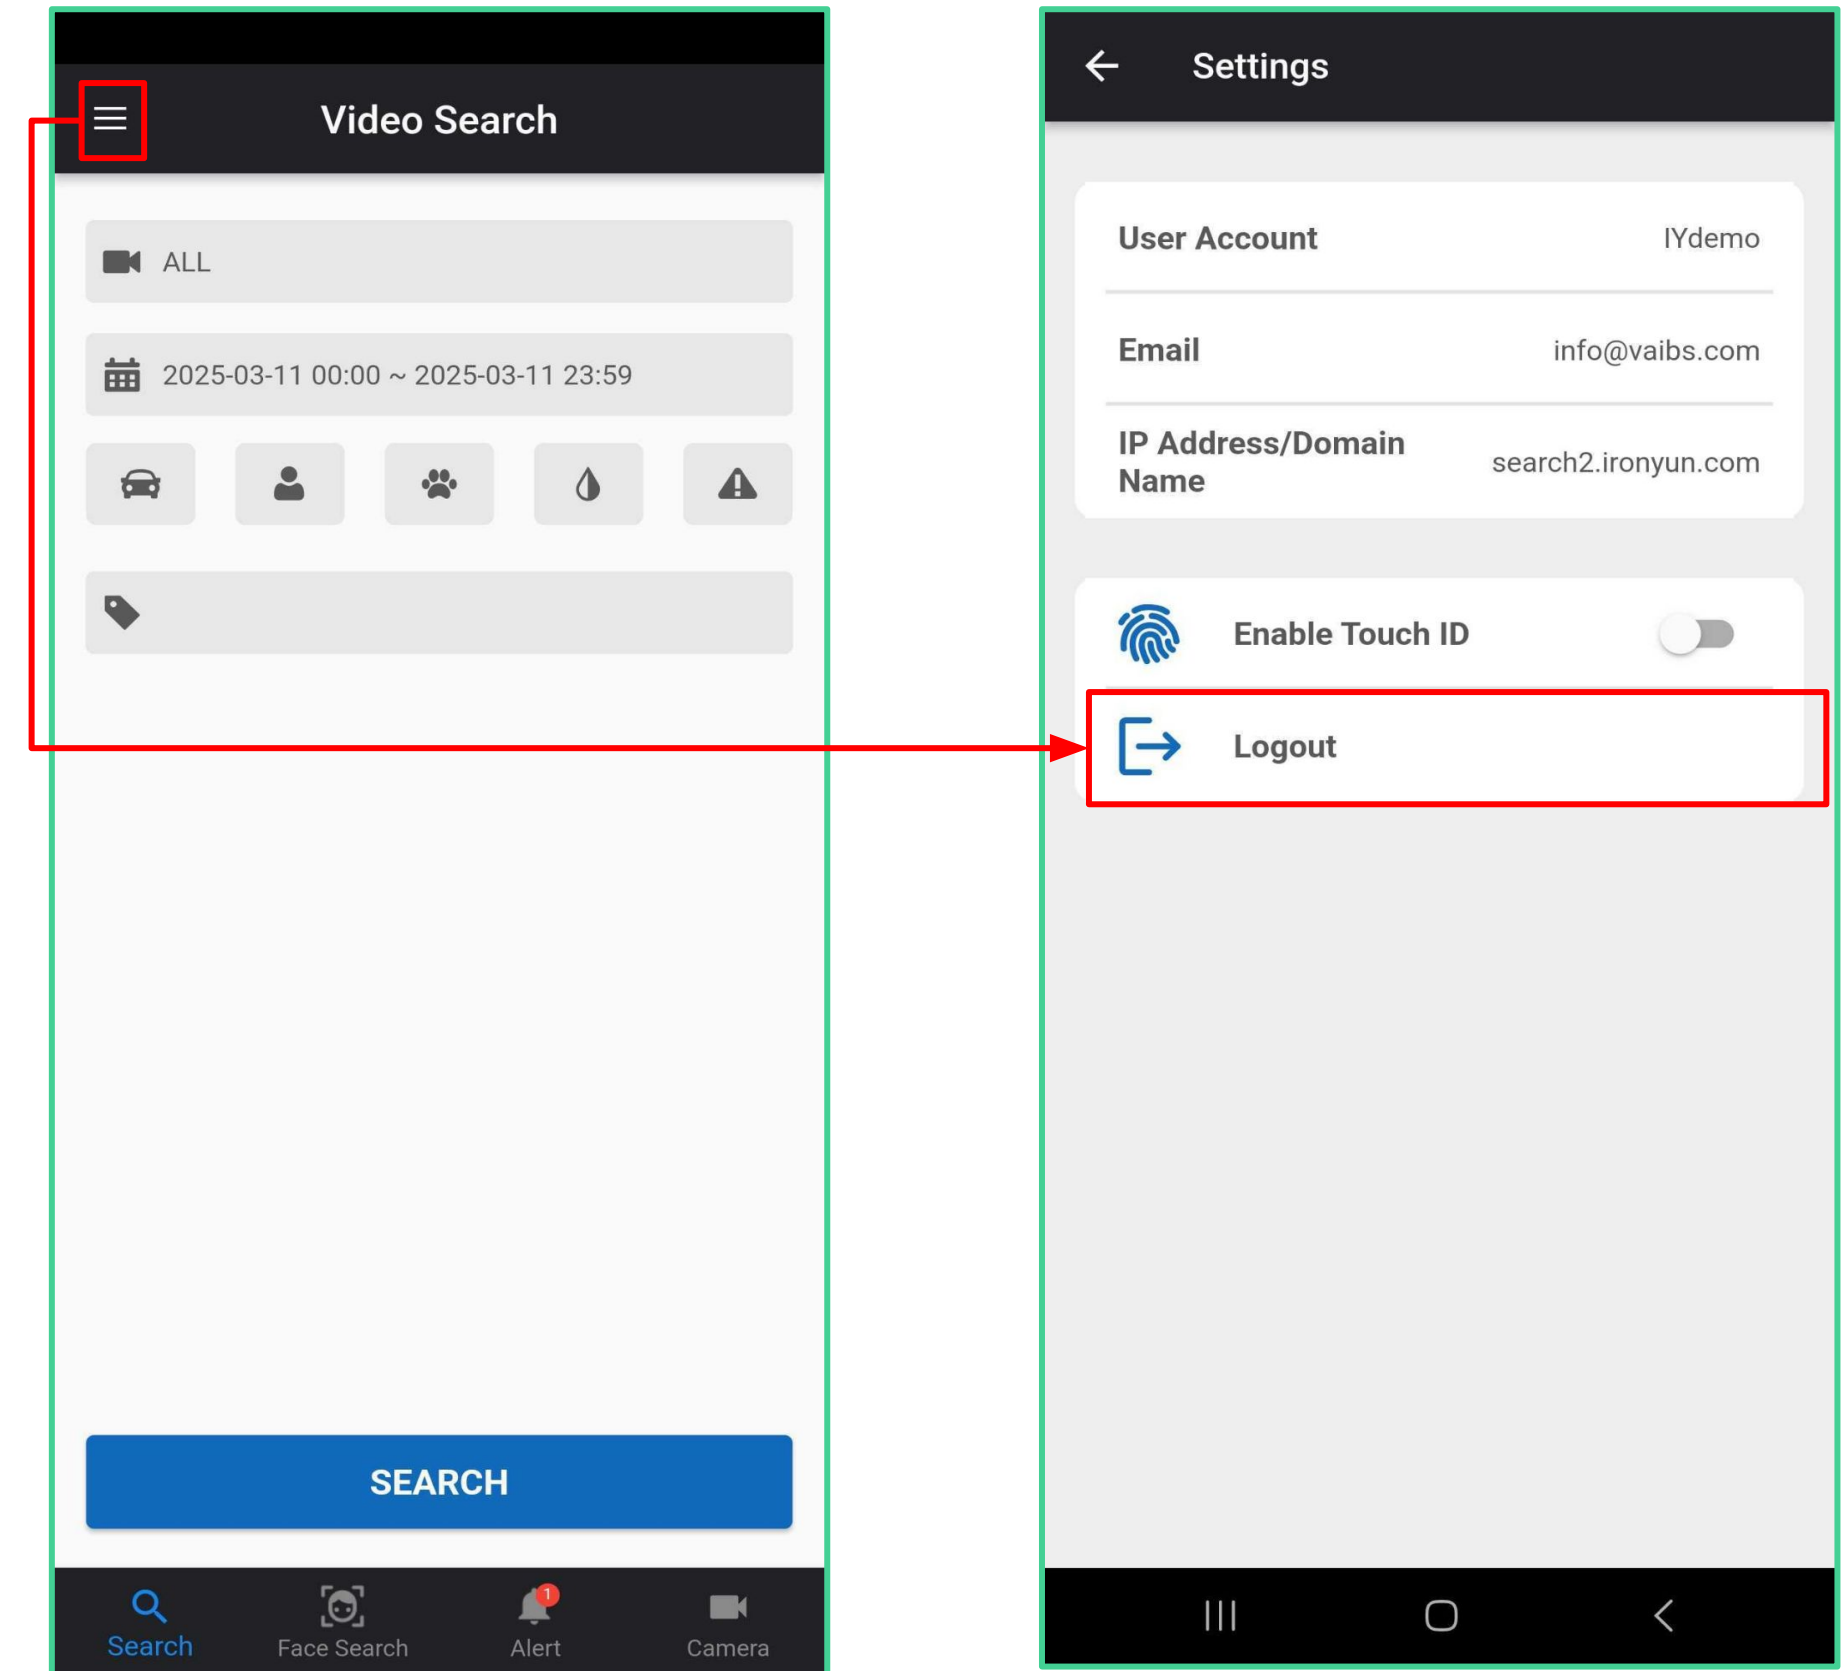 Video Search
ALL
2025-03-11 00:00 ~ 2025-03-11 23:59
SEARCH
Search
Face Search
1
Alert
Camera
Settings
User Account
IYdemo
Email
info@vaibs.com
IP Address/Domain
Name
search2.ironyun.com
Enable Touch ID
Logout